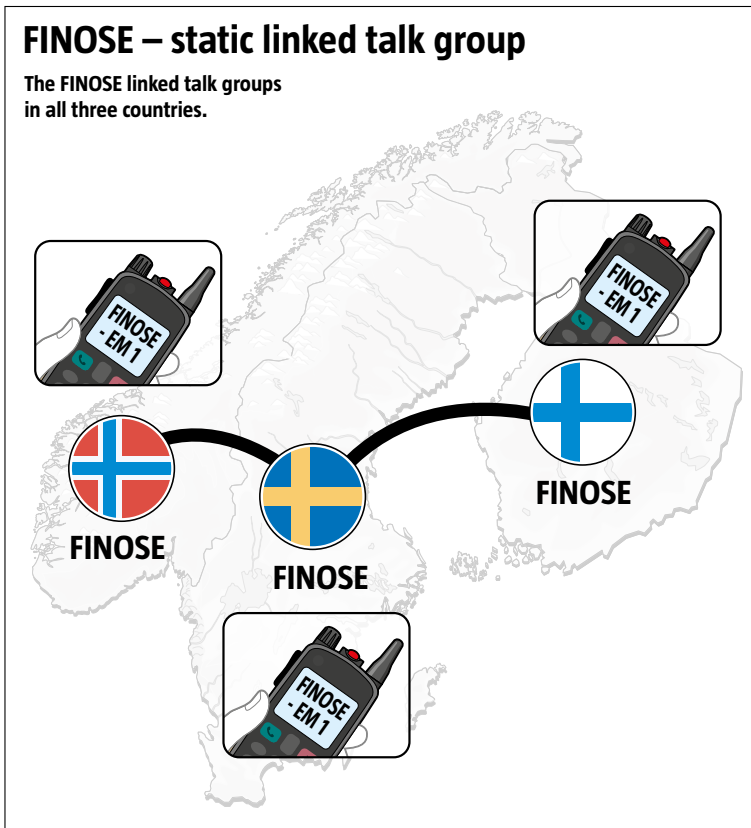 FINOSE – static linked talk group
The FINOSE linked talk groups
in all three countries.
FINOSE
- EM 1
FINOSE
- EM 1
FINOSE
FINOSE
FINOSE
FINOSE
- EM 1